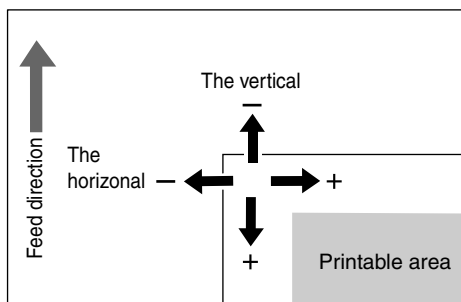 The vertical
−
Feed direction
The
horizonal − +
+
Printable area